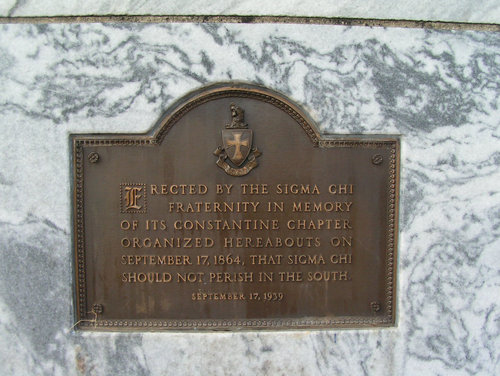 ERECTED BY THE SIGMA CHI
FRATERNITY IN MEMORY
OF ITS CONSTANTINE CHAPTER
ORGANIZED HEREABOUTS ON
SEPTEMBER 17, 1864, THAT SIGMA CHI
SHOULD NOT PERISH IN THE SOUTH.
SEPTEMBER 17, 1939